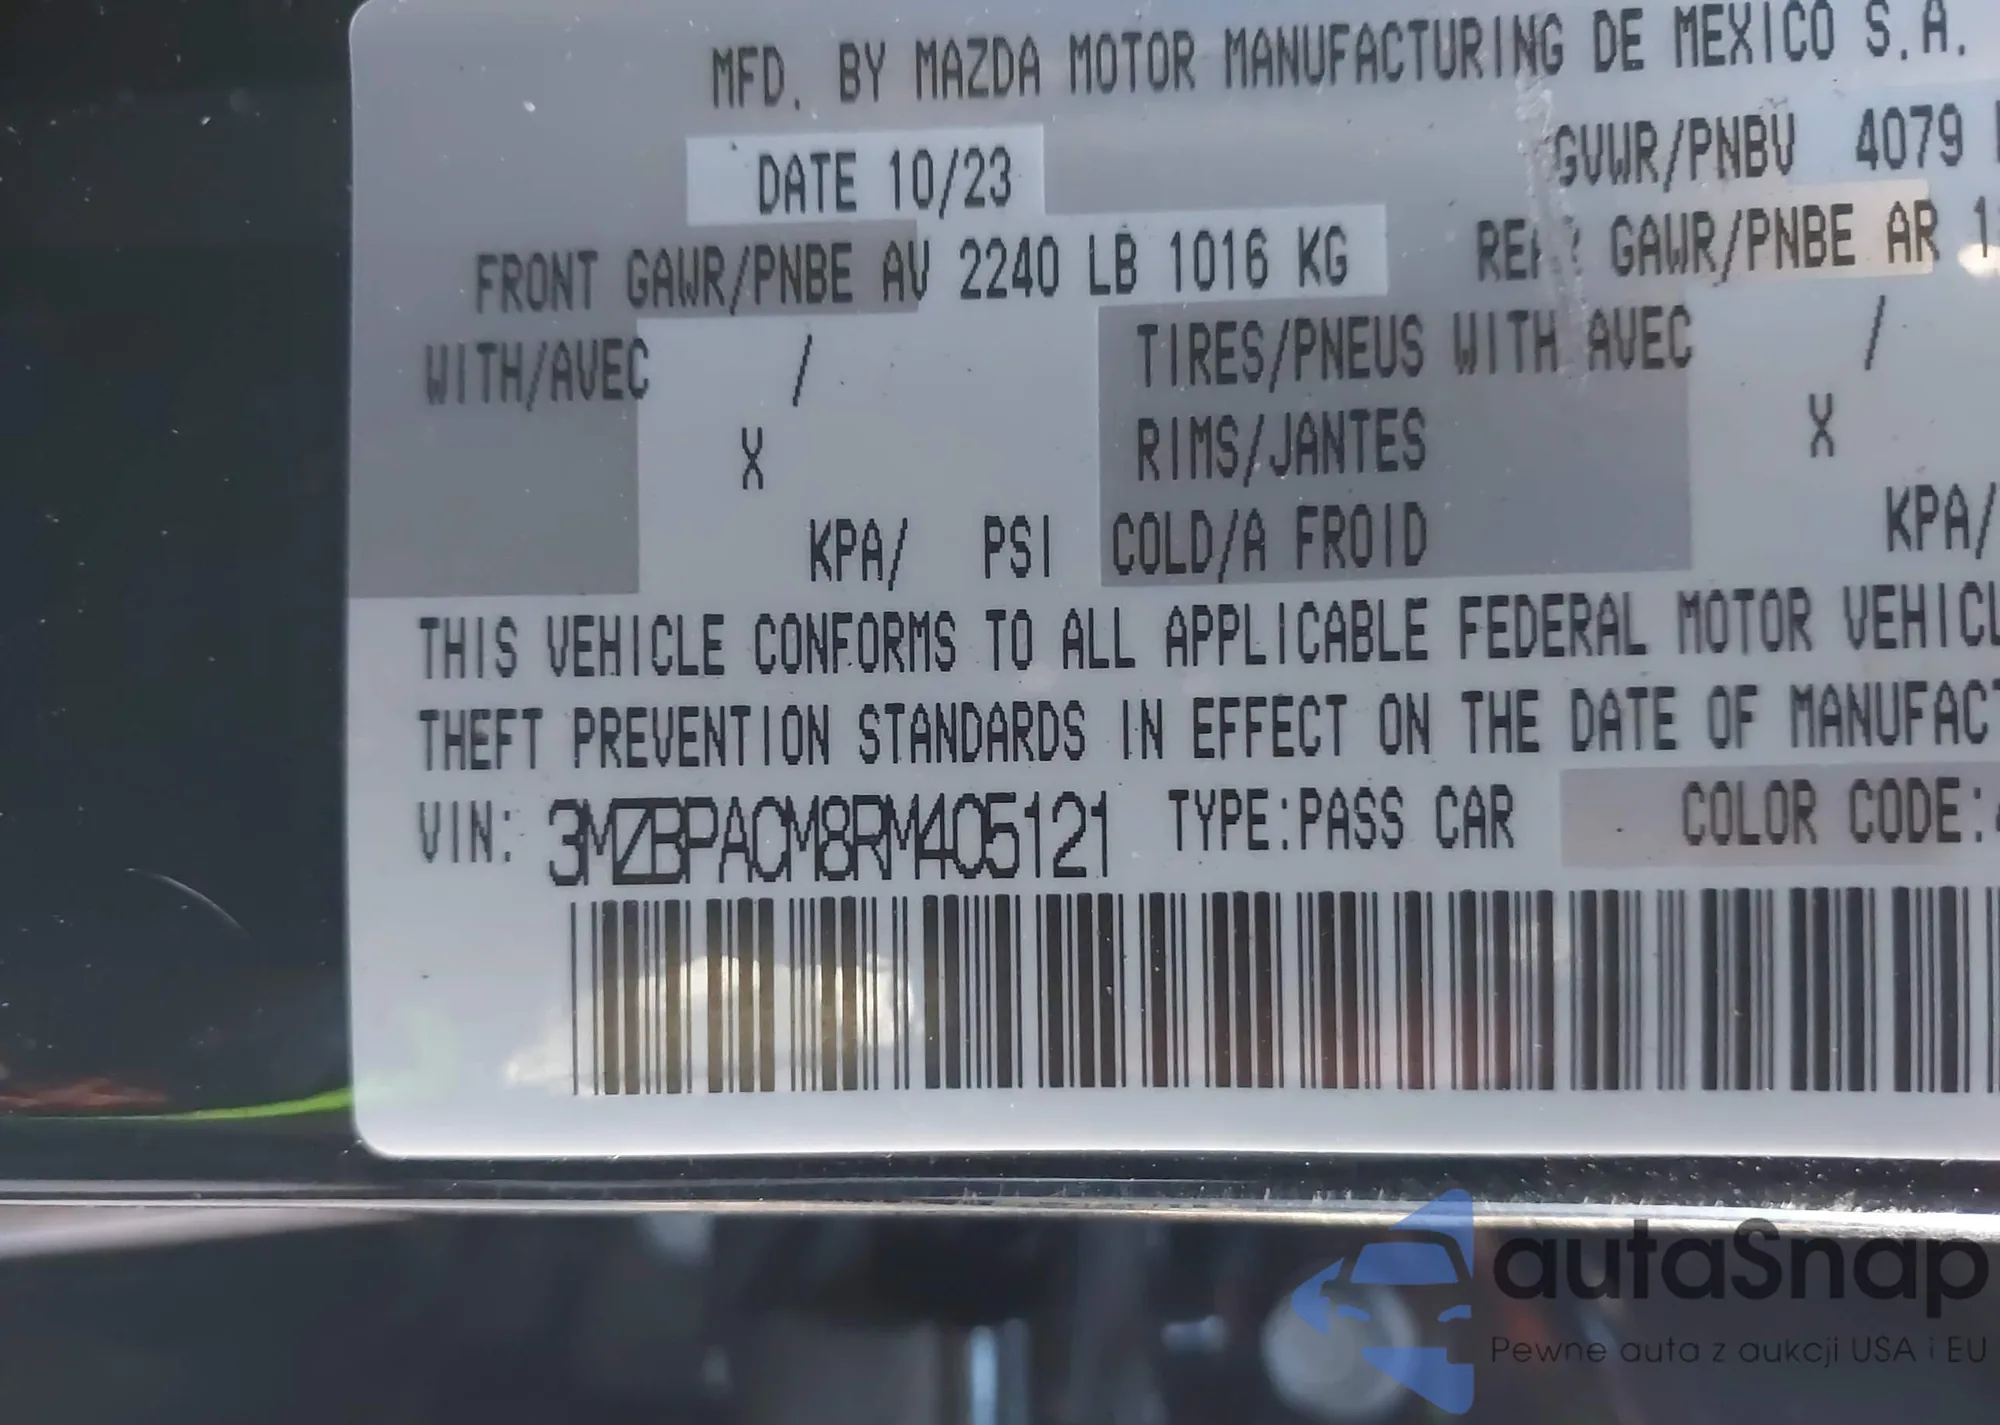 MFD. BY MAZDA MOTOR MANUFACTURING DE MEXICO S.A.
DATE 10/23
GVWR/PNBV 4079
FRONT GAWR/PNBE AV 2240 LB 1016 KG
REAR GAWR/PNBE AR
WITH/AVEC /
TIRES/PNEUS WITH AVEC /
X
RIMS/JANTES
X
KPA/ PSI COLD/A FROID
KPA/
THIS VEHICLE CONFORMS TO ALL APPLICABLE FEDERAL MOTOR VEHICL
THEFT PREVENTION STANDARDS IN EFFECT ON THE DATE OF MANUFACT
VIN: 3MZBPACM8RM405121 TYPE:PASS CAR
COLOR CODE:
autaSnap
Pewne auta z aukcji USA i EU